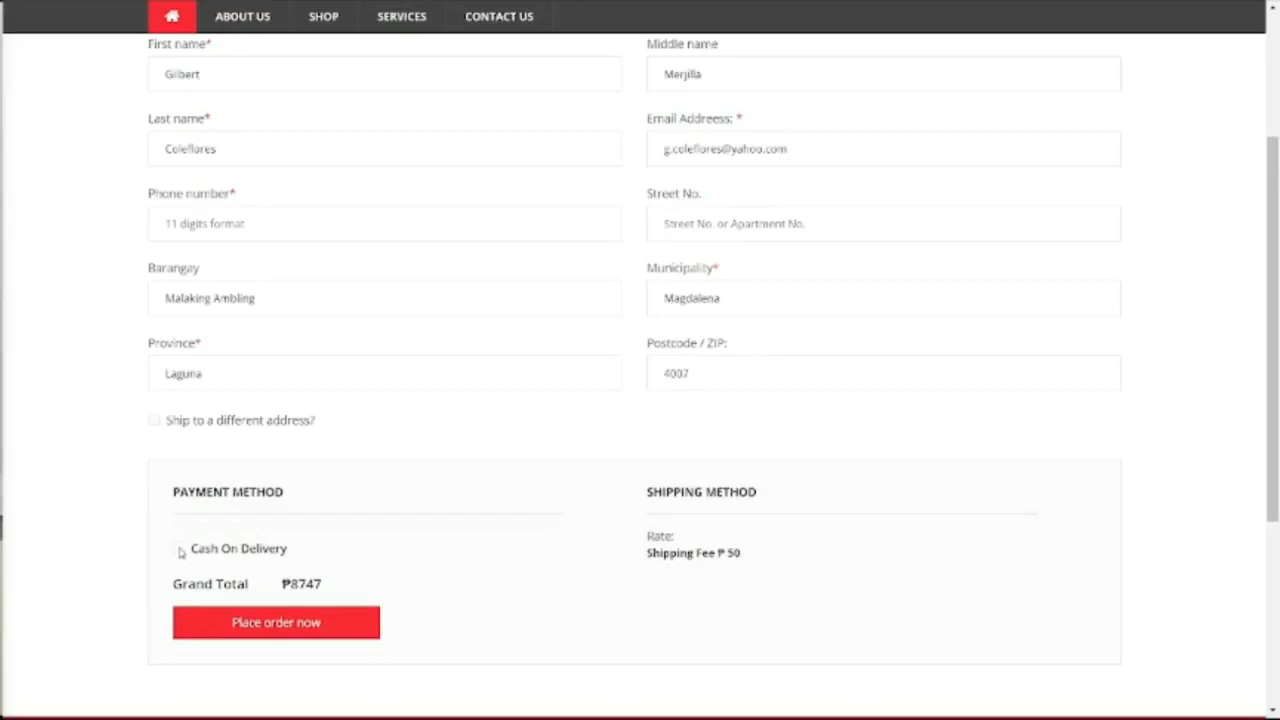 ABOUT US SHOP SERVICES CONTACT US
First name* Middle name
Gilbert Merjilla
Last name* Email Addreess: *
Coleflores g.coleflores@yahoo.com
Phone number* Street No.
11 digits format Street No. or Apartment No.
Barangay Municipality*
Malaking Ambling Magdalena
Province* Postcode / ZIP:
Laguna 4007
Ship to a different address?
PAYMENT METHOD SHIPPING METHOD
Rate:
Cash On Delivery Shipping Fee ₱ 50
Grand Total ₱8747
Place order now